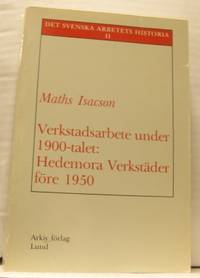 DET SVENSKA ARBETETS HISTORIA
II
Maths Isacson
Verkstadsarbete under
1900-talet:
Hedemora Verkstäder
före 1950
Arkiv förlag
Lund